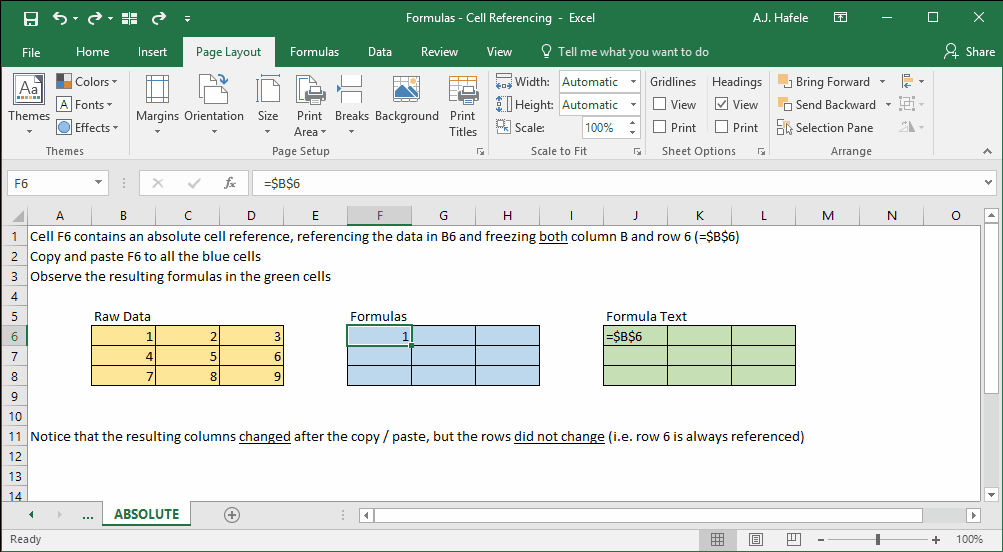 Formulas - Cell Referencing - Excel
A.J. Hafele
File Home Insert Page Layout Formulas Data Review View Tell me what you want to do Share
Themes
Colors
Fonts
Effects
Themes
Margins Orientation Size Print Area Breaks Background Print Titles
Page Setup
Width: Automatic
Height: Automatic
Scale: 100%
Scale to Fit
Gridlines Headings
View View
Print Print
Sheet Options
Bring Forward
Send Backward
Selection Pane
Arrange
F6 fx =$B$6
A B C D E F G H I J K L M N O
1 Cell F6 contains an absolute cell reference, referencing the data in B6 and freezing both column B and row 6 (=$B$6)
2 Copy and paste F6 to all the blue cells
3 Observe the resulting formulas in the green cells
4
5 Raw Data Formulas Formula Text
6 1 2 3 1 =$B$6
7 4 5 6
8 7 8 9
9
10
11 Notice that the resulting columns changed after the copy / paste, but the rows did not change (i.e. row 6 is always referenced)
12
13
14
... ABSOLUTE
Ready 100%